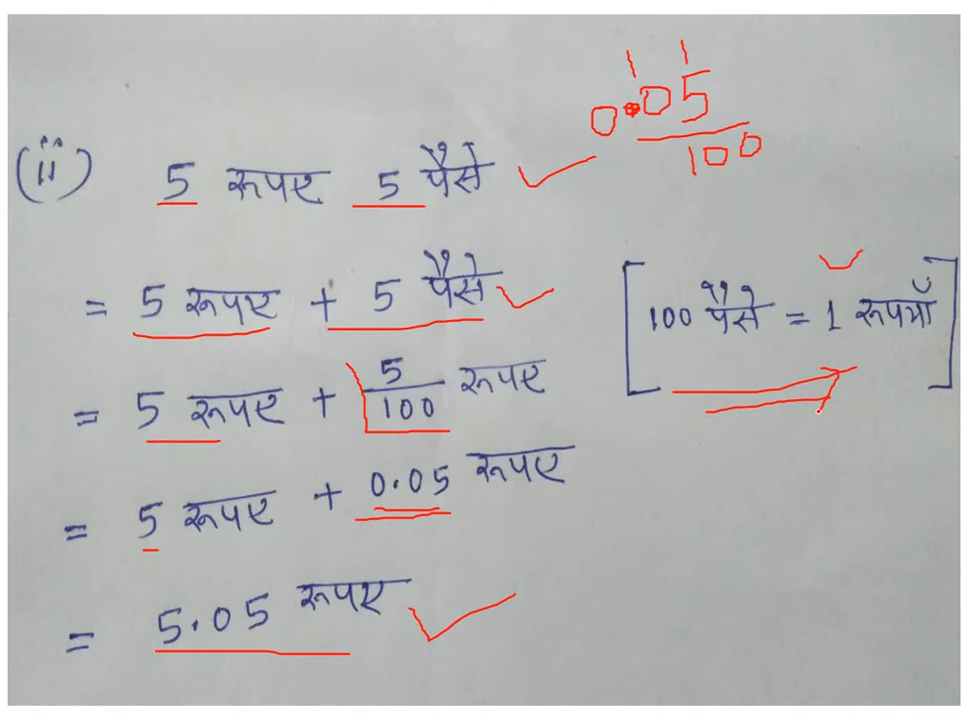 0.05
100
(ii) 5 रूपए 5 पैसे
= 5 रूपए + 5 पैसे
[100 पैसे = 1 रूपयाँ]
= 5 रूपए + 5/100 रूपए
= 5 रूपए + 0.05 रूपए
= 5.05 रूपए